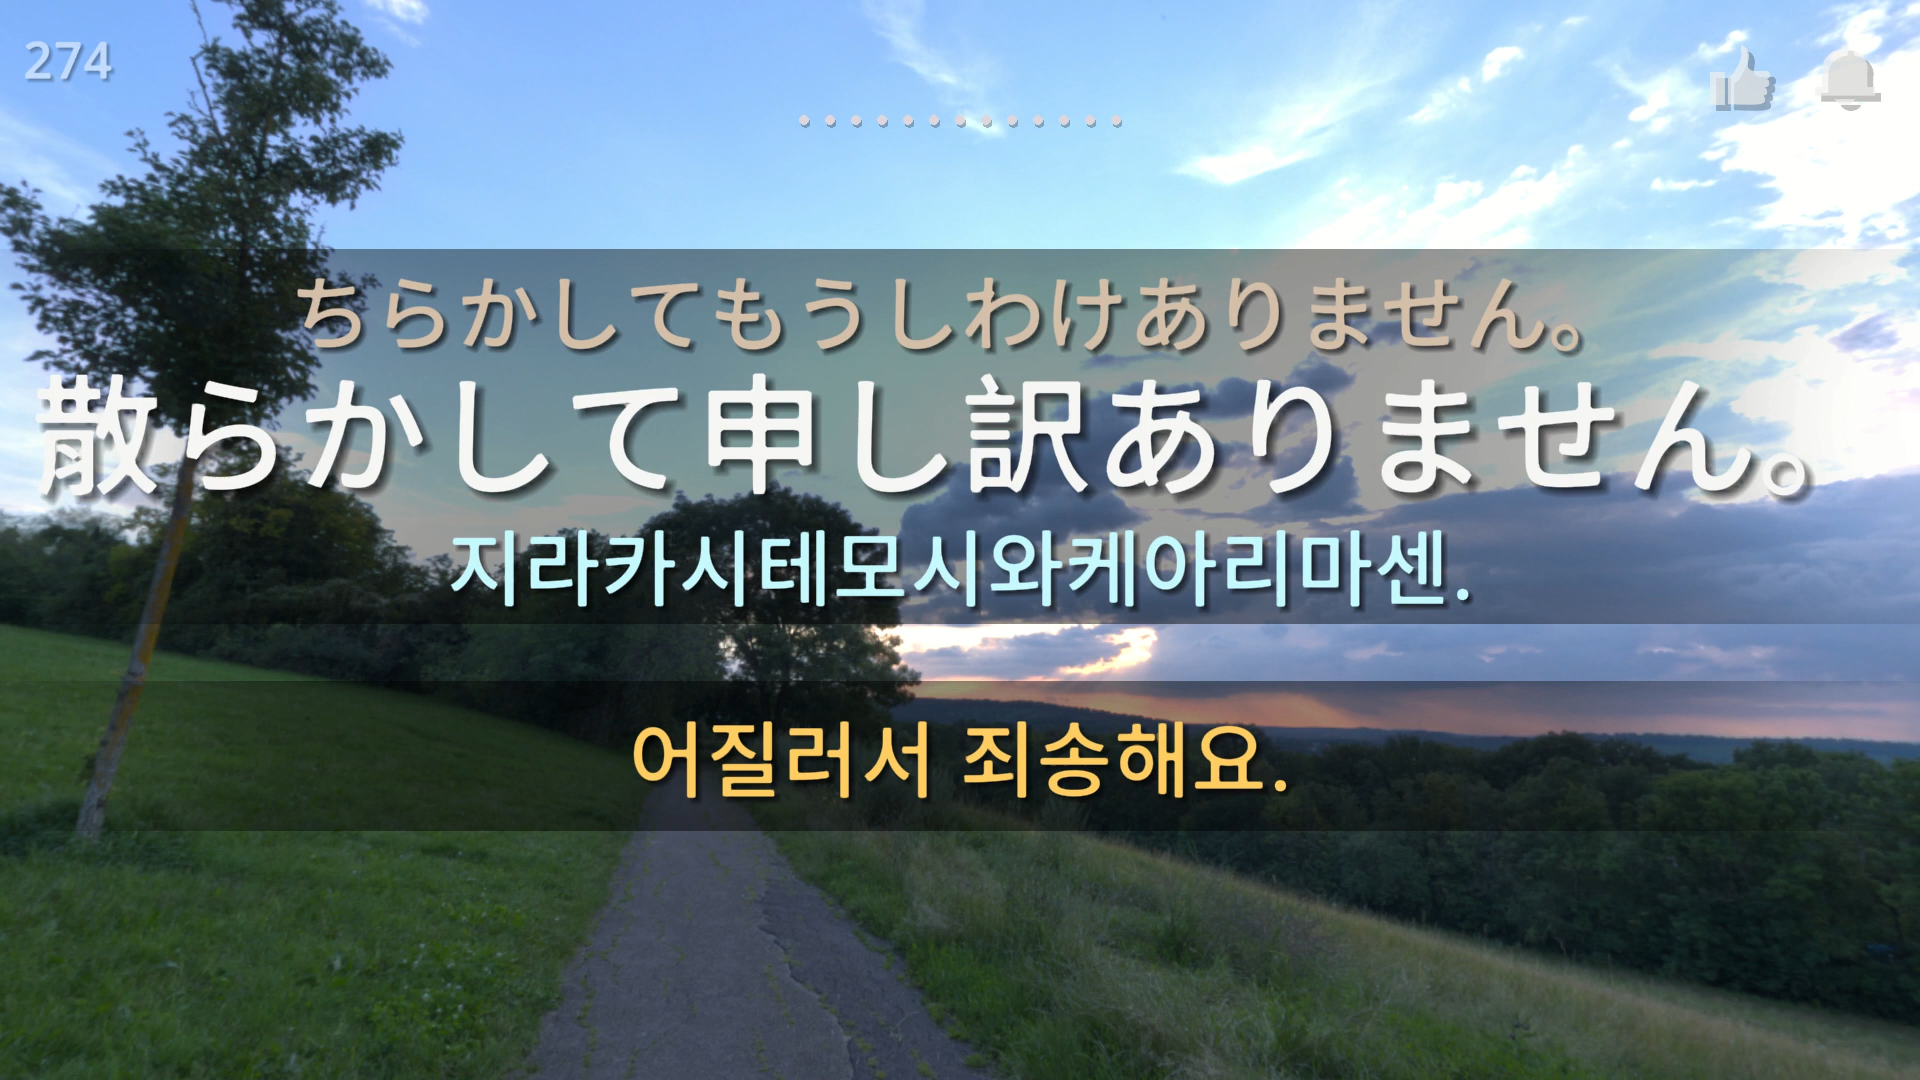 274
ちらかしてもうしわけありません。
散らかして申し訳ありません。
지라카시테모시와케아리마센.
어질러서 죄송해요.